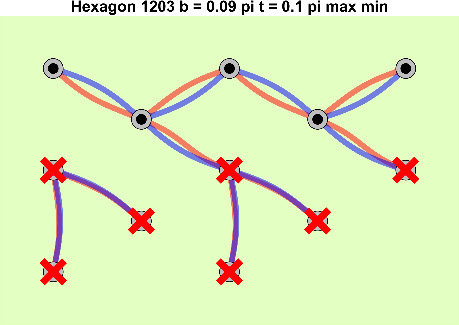 Hexagon 1203 b = 0.09 pi t = 0.1 pi max min